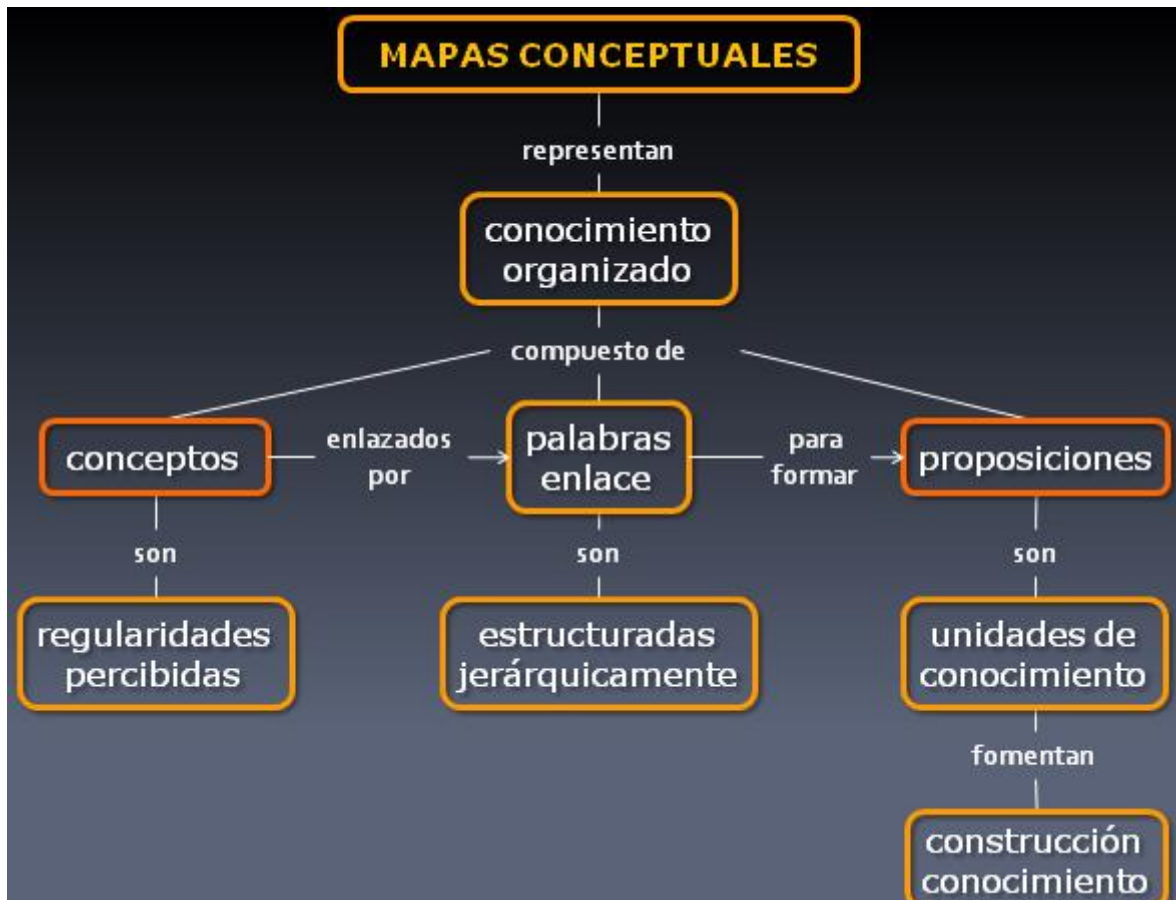 MAPAS CONCEPTUALES
representan
conocimiento
organizado
compuesto de
conceptos
enlazados
por
palabras
enlace
para
formar
proposiciones
son
son
son
regularidades
percibidas
estructuradas
jerárquicamente
unidades de
conocimiento
fomentan
construcción
conocimiento